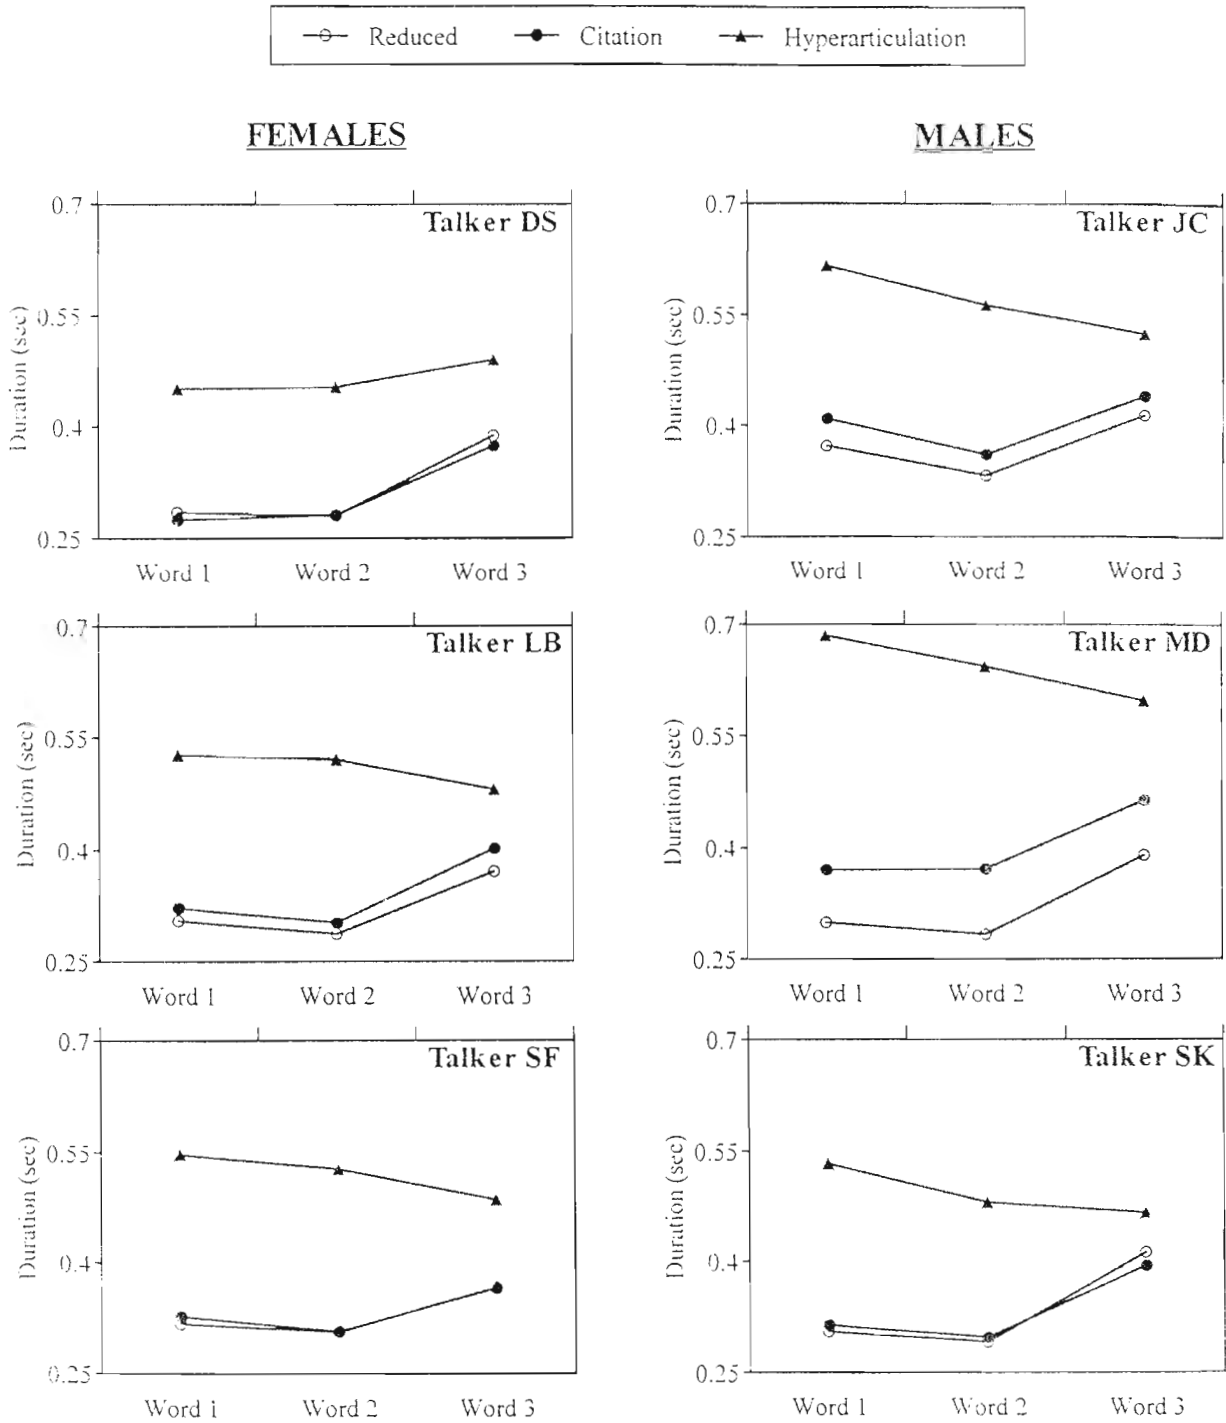 Reduced Citation Hyperarticulation
FEMALES
MALES
Talker DS
0.7
0.55
0.4
0.25
Duration (sec)
Word 1 Word 2 Word 3
Talker JC
0.7
0.55
0.4
0.25
Duration (sec)
Word 1 Word 2 Word 3
Talker LB
0.7
0.55
0.4
0.25
Duration (sec)
Word 1 Word 2 Word 3
Talker MD
0.7
0.55
0.4
0.25
Duration (sec)
Word 1 Word 2 Word 3
Talker SF
0.7
0.55
0.4
0.25
Duration (sec)
Word 1 Word 2 Word 3
Talker SK
0.7
0.55
0.4
0.25
Duration (sec)
Word 1 Word 2 Word 3